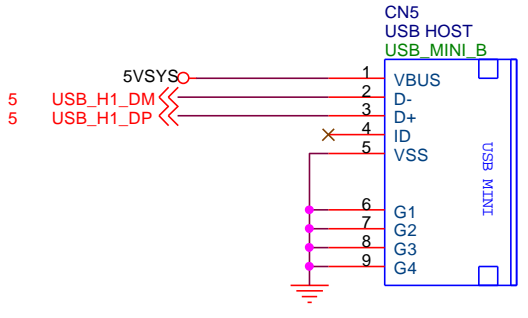 CN5
USB HOST
USB_MINI_B
5VSYS
1 VBUS
5 USB_H1_DM 2 D-
5 USB_H1_DP 3 D+
4 ID
5 VSS
USB MINI
6 G1
7 G2
8 G3
9 G4